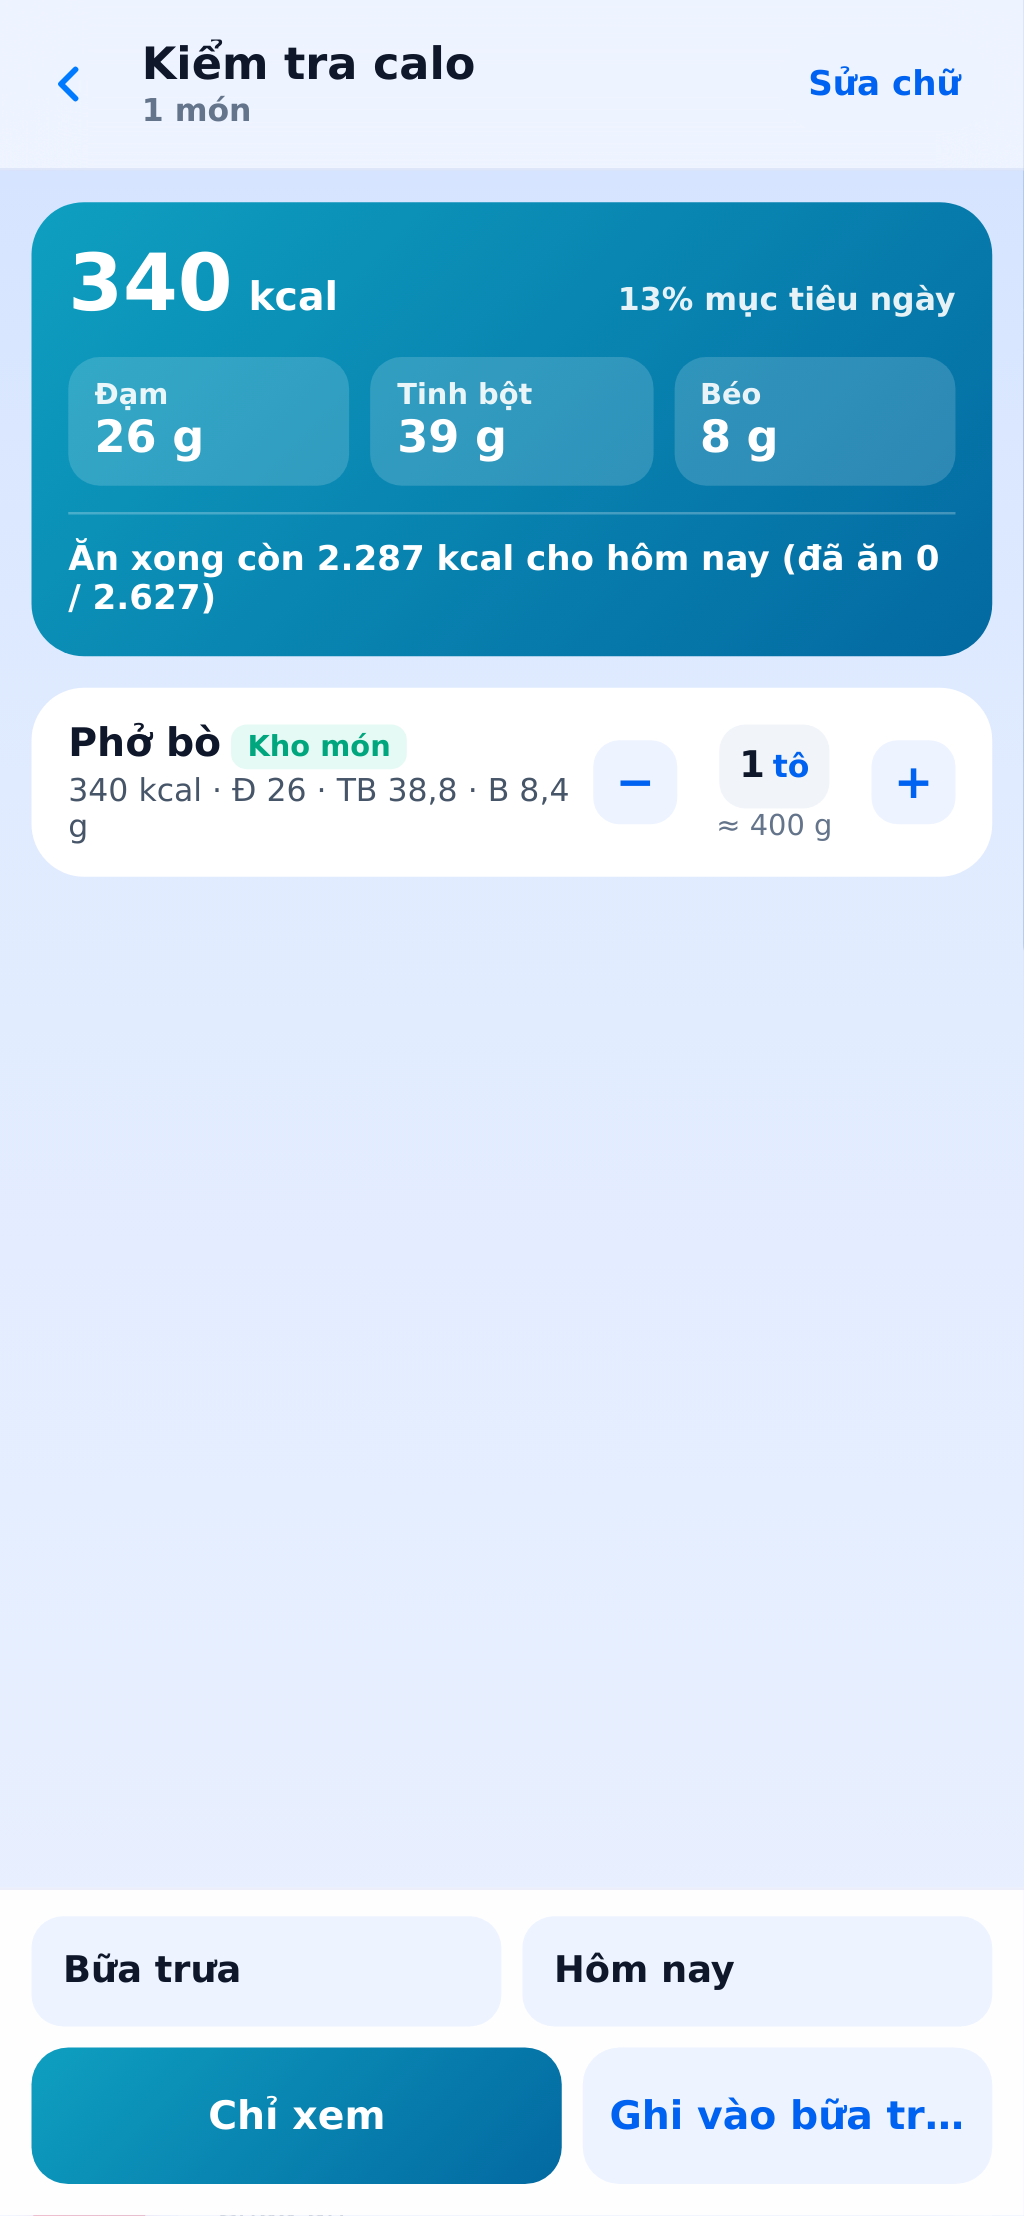 Kiểm tra calo
1 món
Sửa chữ
340 kcal
13% mục tiêu ngày
Đạm
26 g
Tinh bột
39 g
Béo
8 g
Ăn xong còn 2.287 kcal cho hôm nay (đã ăn 0
/ 2.627)
Phở bò
Kho món
340 kcal · Đ 26 · TB 38,8 · B 8,4
g
−
1 tô
≈ 400 g
+
Bữa trưa
Hôm nay
Chỉ xem
Ghi vào bữa tr…